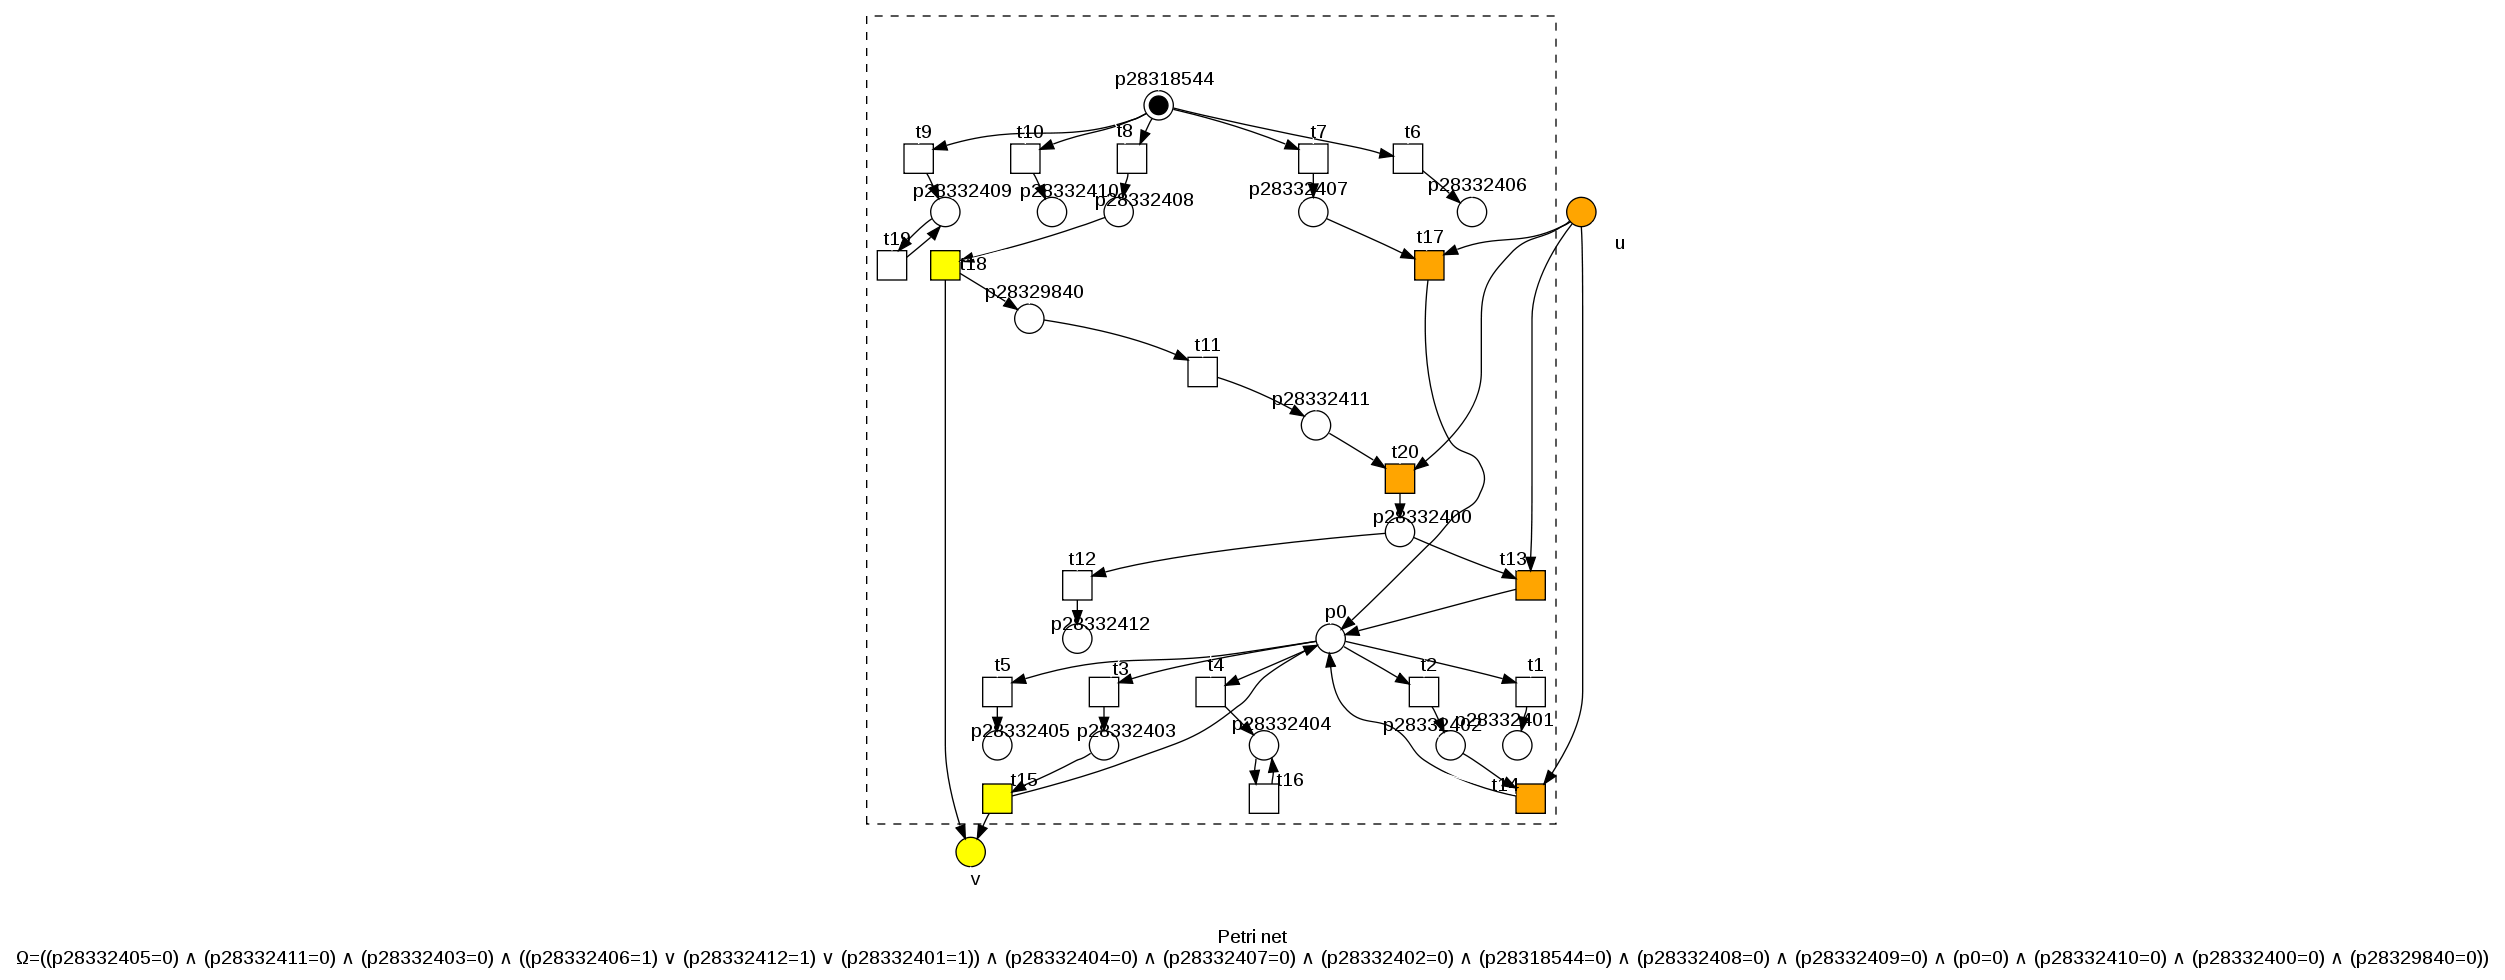 p28318544
t9
t10
t8
t7
t6
p28332409
p28332410
p28332408
p28332407
p28332406
t19
t18
t17
u
p28329840
t11
p28332411
t20
p28332400
t12
t13
p28332412
p0
t5
t3
t4
t2
t1
p28332405
p28332403
p28332404
p28332402
p28332401
t15
t16
t14
v
Petri net
Ω=((p28332405=0) ∧ (p28332411=0) ∧ (p28332403=0) ∧ ((p28332406=1) ∨ (p28332412=1) ∨ (p28332401=1)) ∧ (p28332404=0) ∧ (p28332407=0) ∧ (p28332402=0) ∧ (p28318544=0) ∧ (p28332408=0) ∧ (p28332409=0) ∧ (p0=0) ∧ (p28332410=0) ∧ (p28332400=0) ∧ (p28329840=0))